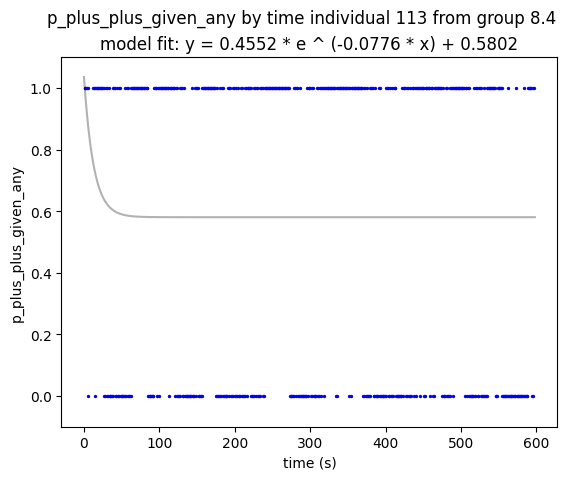 p_plus_plus_given_any by time individual 113 from group 8.4
model fit: y = 0.4552 * e ^ (-0.0776 * x) + 0.5802
1.0
0.8
0.6
0.4
0.2
0.0
p_plus_plus_given_any
0 100 200 300 400 500 600
time (s)